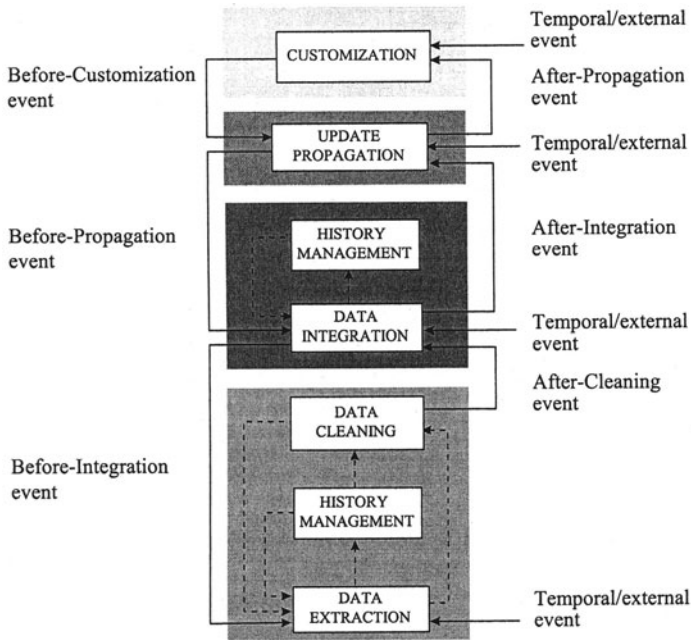 Temporal/external
event
CUSTOMIZATION
Before-Customization
event
After-Propagation
event
UPDATE
PROPAGATION
Temporal/external
event
Before-Propagation
event
HISTORY
MANAGEMENT
After-Integration
event
DATA
INTEGRATION
Temporal/external
event
After-Cleaning
event
DATA
CLEANING
Before-Integration
event
HISTORY
MANAGEMENT
DATA
EXTRACTION
Temporal/external
event